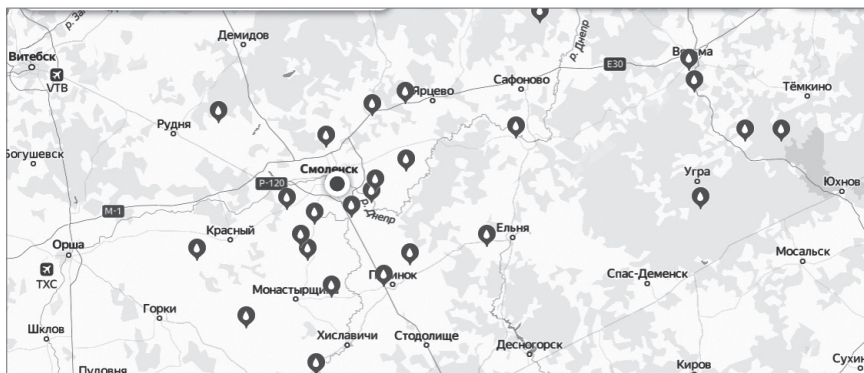 р. Днепр
Демидов
Витебск
VTB
E30
Вязьма
Сафоново
Ярцево
Тёмкино
Рудня
Богушевск
Смоленск
Р-120
Угра
Юхнов
М-1
р. Днепр
Красный
Ельня
Орша
Мосальск
TXC
Спас-Деменск
Починок
Монастырщина
Горки
Шклов
Хиславичи
Стодолище
Десногорск
Киров